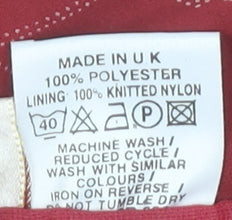 MADE IN U K
100% POLYESTER
LINING: 100% KNITTED NYLON
40 P
MACHINE WASH /
REDUCED CYCLE /
WASH WITH SIMILAR
COLOURS /
IRON ON REVERSE /
DO NOT TUMBLE DRY